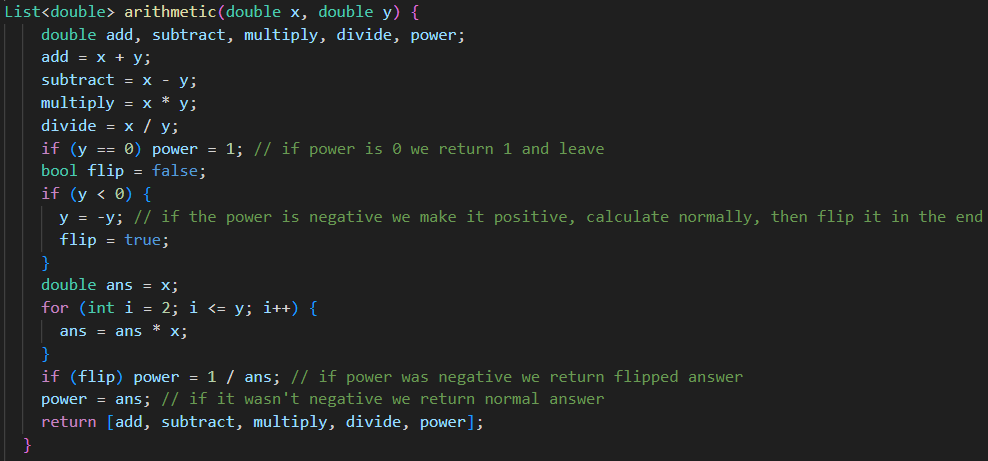 List<double> arithmetic(double x, double y) {
double add, subtract, multiply, divide, power;
add = x + y;
subtract = x - y;
multiply = x * y;
divide = x / y;
if (y == 0) power = 1; // if power is 0 we return 1 and leave
bool flip = false;
if (y < 0) {
y = -y; // if the power is negative we make it positive, calculate normally, then flip it in the end
flip = true;
}
double ans = x;
for (int i = 2; i <= y; i++) {
ans = ans * x;
}
if (flip) power = 1 / ans; // if power was negative we return flipped answer
power = ans; // if it wasn't negative we return normal answer
return [add, subtract, multiply, divide, power];
}